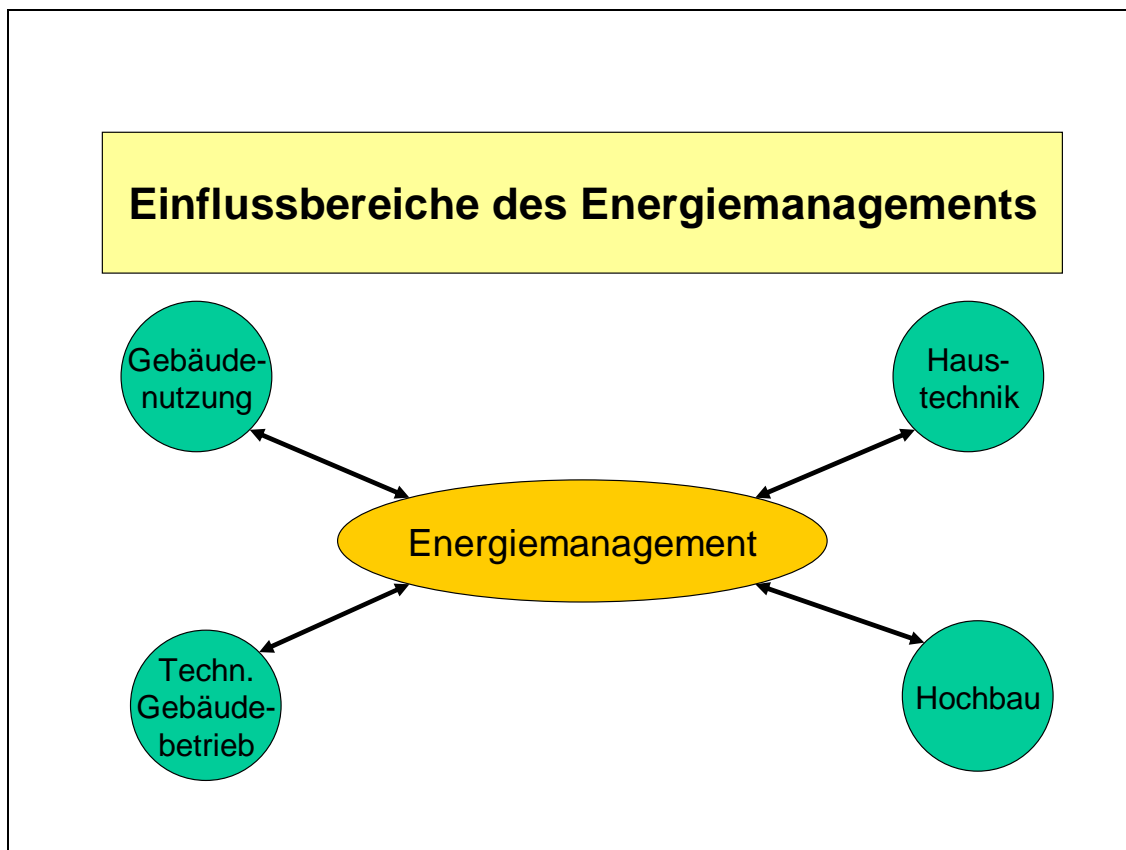 Einflussbereiche des Energiemanagements
Gebäude-
nutzung
Haus-
technik
Energiemanagement
Techn.
Gebäude-
betrieb
Hochbau